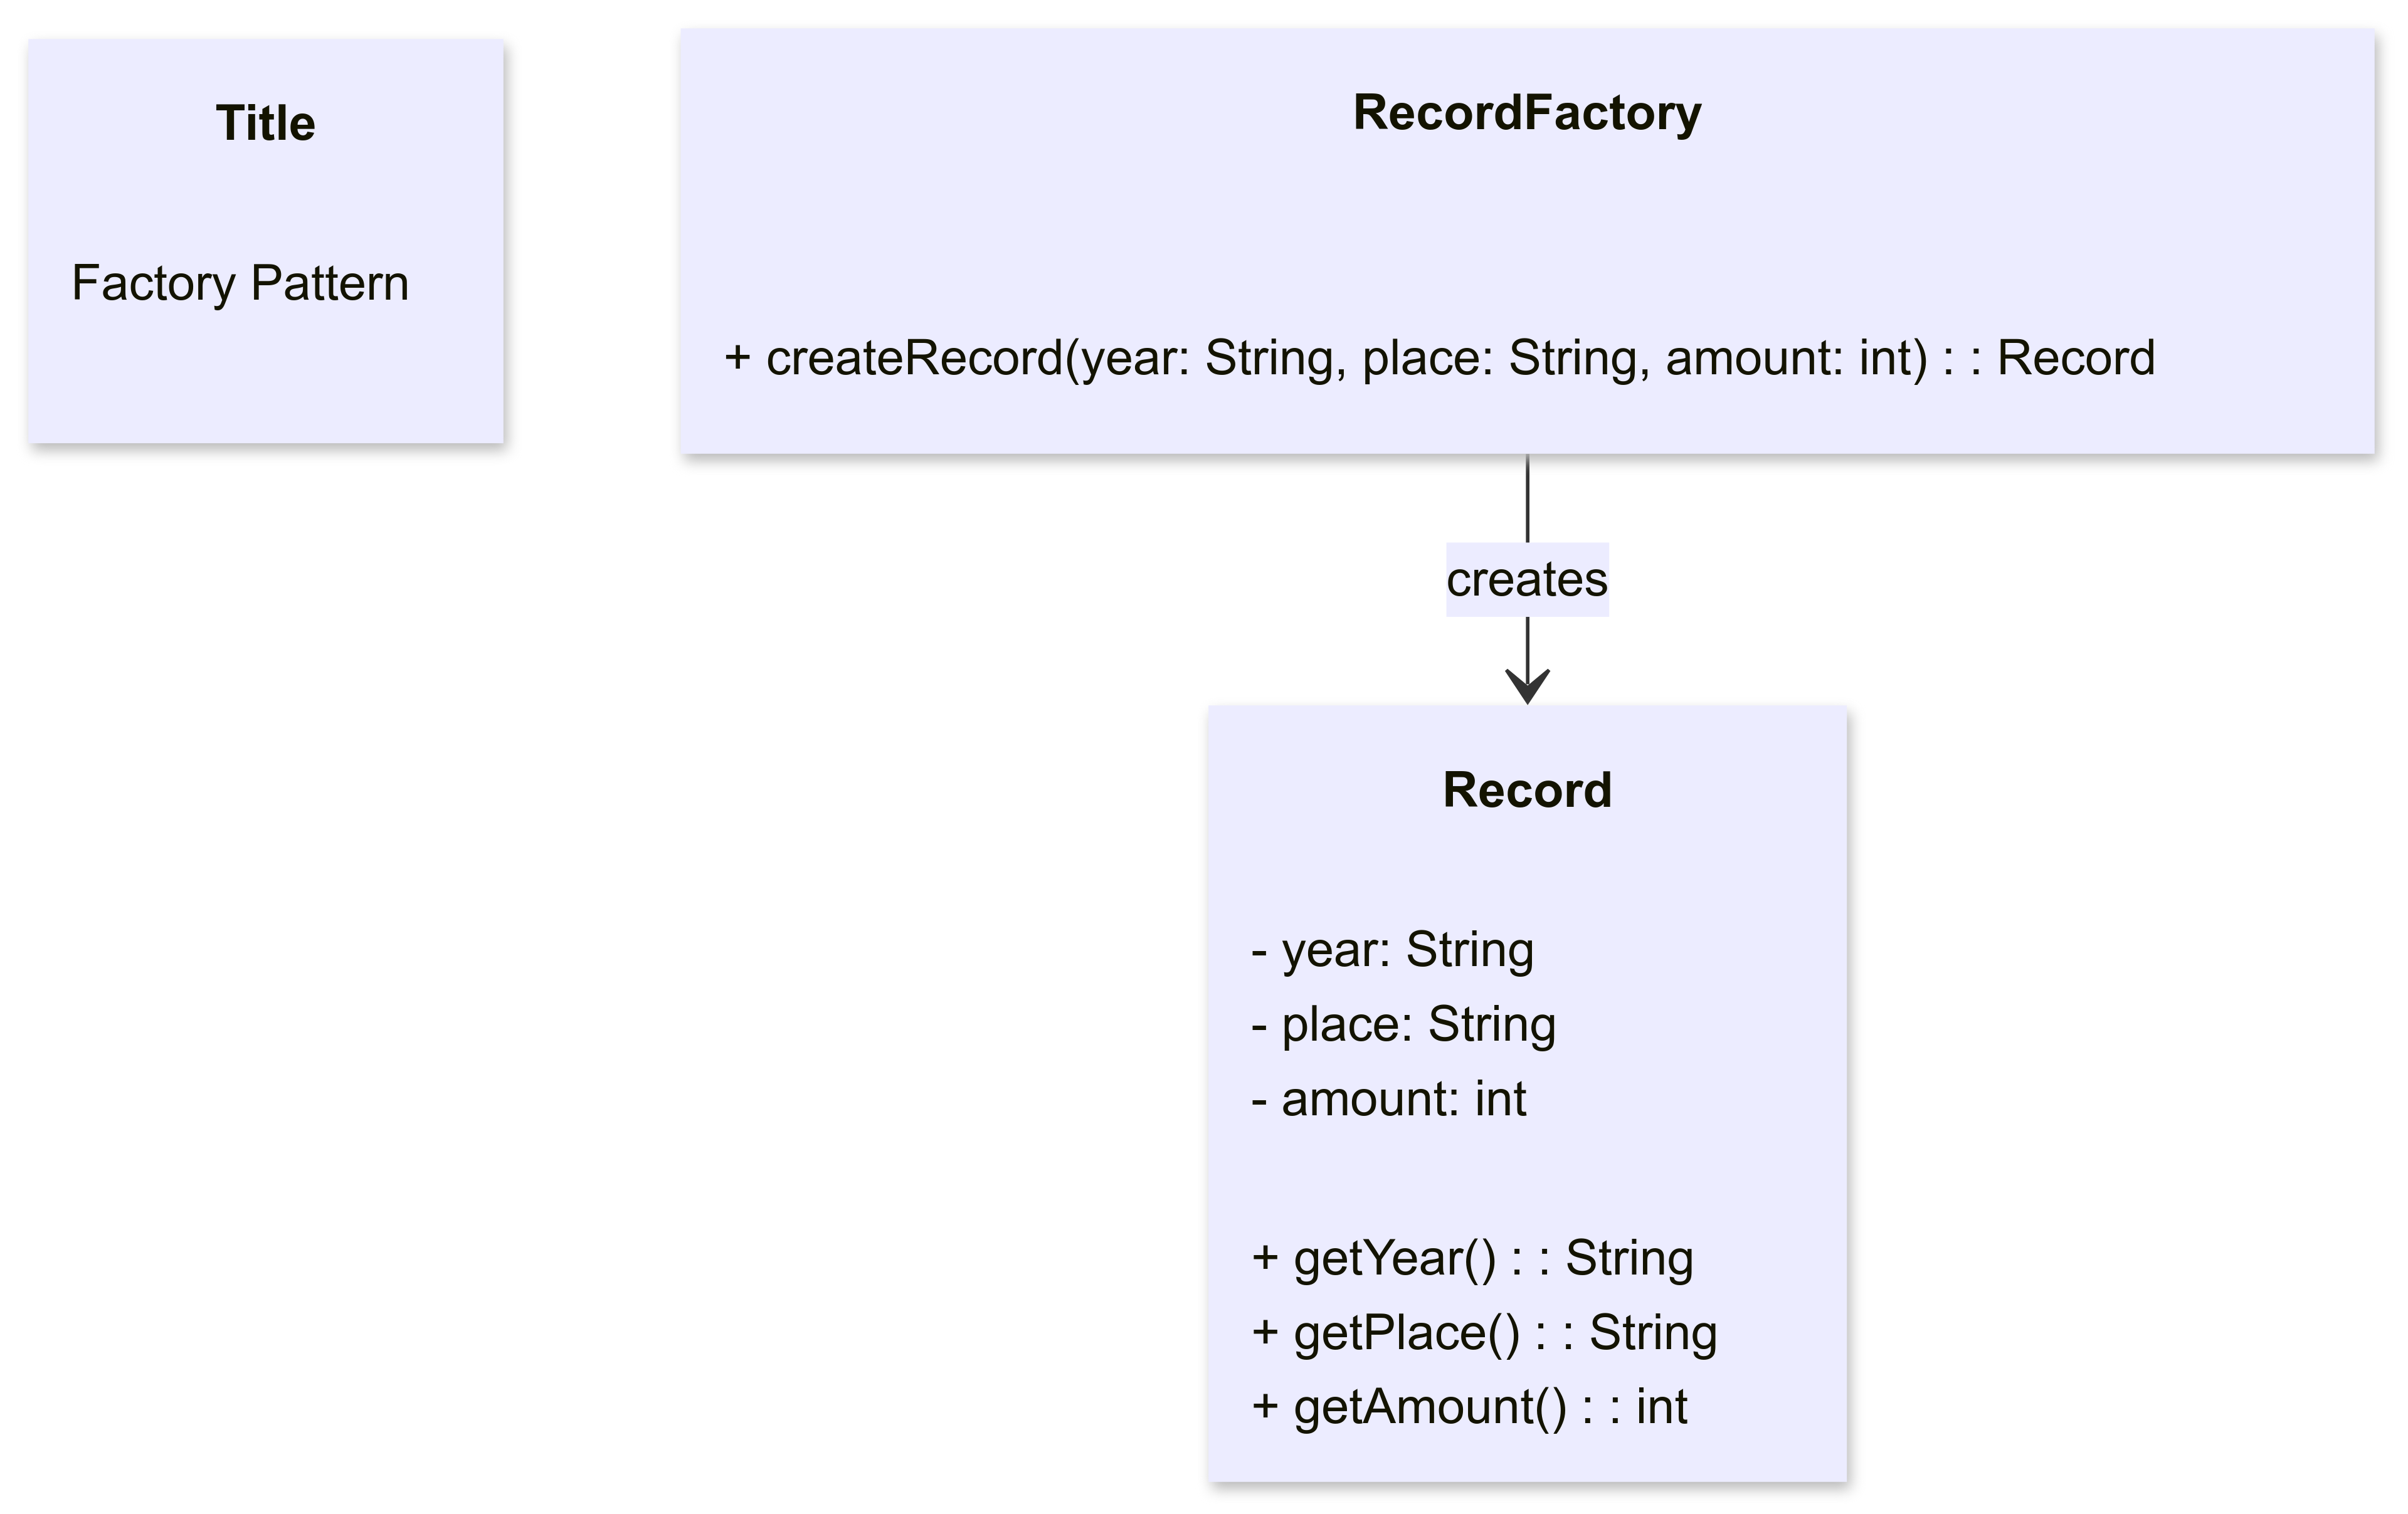 Title
Factory Pattern
RecordFactory
+ createRecord(year: String, place: String, amount: int) : : Record
creates
Record
- year: String
- place: String
- amount: int
+ getYear() : : String
+ getPlace() : : String
+ getAmount() : : int